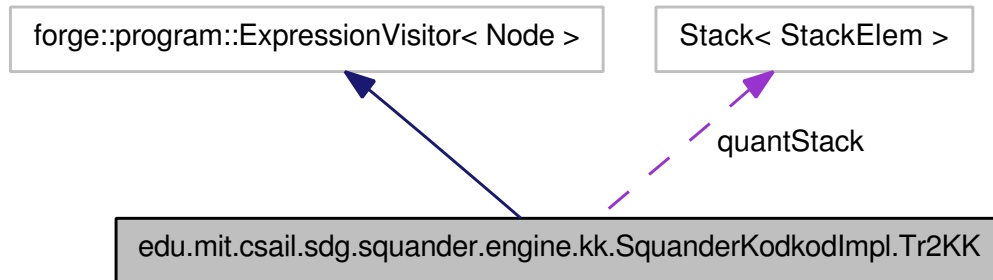 forge::program::ExpressionVisitor< Node >
Stack< StackElem >
quantStack
edu.mit.csail.sdg.squander.engine.kk.SquanderKodkodImpl.Tr2KK